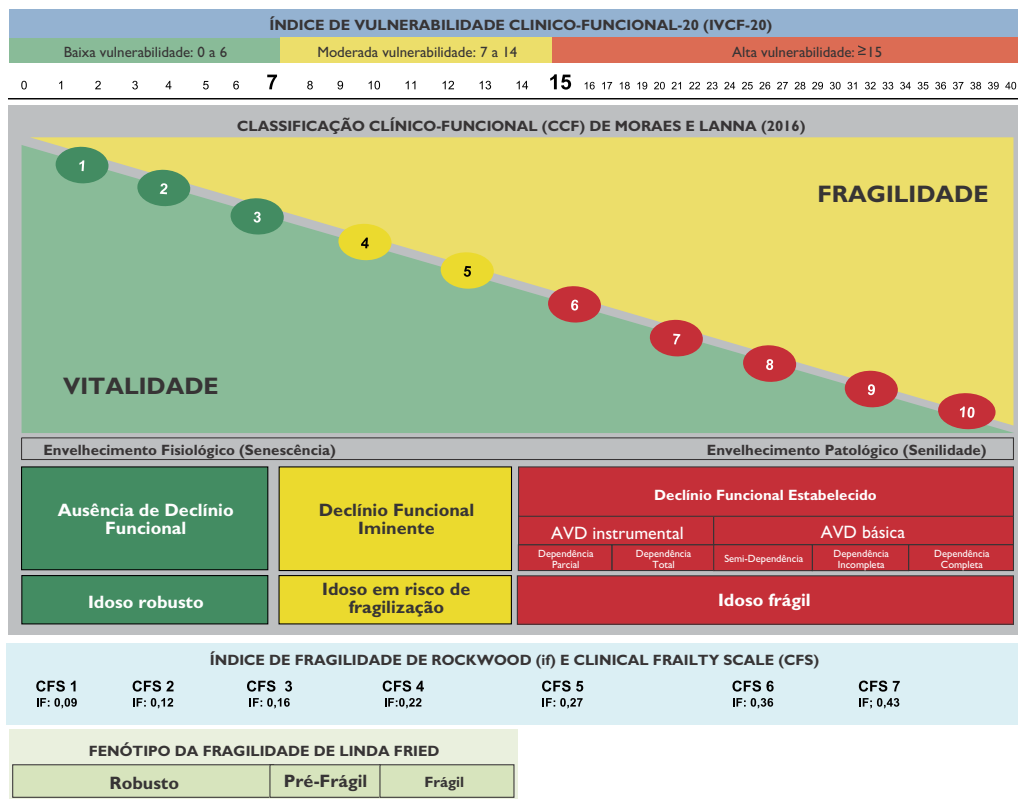 ÍNDICE DE VULNERABILIDADE CLINICO-FUNCIONAL-20 (IVCF-20)
Baixa vulnerabilidade: 0 a 6 Moderada vulnerabilidade: 7 a 14 Alta vulnerabilidade: ≥15
0 1 2 3 4 5 6 7 8 9 10 11 12 13 14 15 16 17 18 19 20 21 22 23 24 25 26 27 28 29 30 31 32 33 34 35 36 37 38 39 40
CLASSIFICAÇÃO CLÍNICO-FUNCIONAL (CCF) DE MORAES E LANNA (2016)
1
2
3
4
5
6
7
8
9
10
FRAGILIDADE
VITALIDADE
Envelhecimento Fisiológico (Senescência) Envelhecimento Patológico (Senilidade)
Ausência de Declínio
Funcional
Declínio Funcional
Iminente
Declínio Funcional Estabelecido
AVD instrumental AVD básica
Dependência
Parcial
Dependência
Total
Semi-Dependência
Dependência
Incompleta
Dependência
Completa
Idoso robusto
Idoso em risco de
fragilização
Idoso frágil
ÍNDICE DE FRAGILIDADE DE ROCKWOOD (if) E CLINICAL FRAILTY SCALE (CFS)
CFS 1 CFS 2 CFS 3 CFS 4 CFS 5 CFS 6 CFS 7
IF: 0,09 IF: 0,12 IF: 0,16 IF:0,22 IF: 0,27 IF: 0,36 IF; 0,43
FENÓTIPO DA FRAGILIDADE DE LINDA FRIED
Robusto Pré-Frágil Frágil